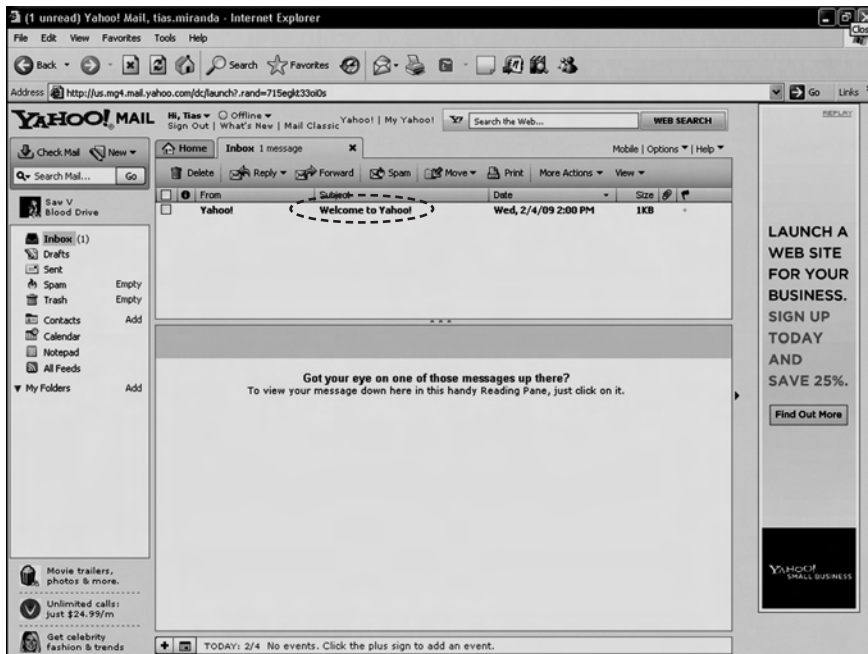 (1 unread) Yahoo! Mail, tias.miranda - Internet Explorer
Close
File Edit View Favorites Tools Help
Back Search Favorites
Address http://us.mg4.mail.yahoo.com/dc/launch?.rand=715egkt33oi0s Go Links
YAHOO! MAIL
Hi, Tias Offline
Sign Out | What's New | Mail Classic
Yahoo! | My Yahoo!
Y! Search the Web... WEB SEARCH
REPLAY
Check Mail New
Home Inbox 1 message
Mobile | Options | Help
Search Mail... Go
Delete Reply Forward Spam Move Print More Actions View
From Subject Date Size
Yahoo! Welcome to Yahoo! Wed, 2/4/09 2:00 PM 1KB
Saw V
Blood Drive
Inbox (1)
Drafts
Sent
Spam Empty
Trash Empty
Contacts Add
Calendar
Notepad
All Feeds
My Folders Add
Got your eye on one of those messages up there?
To view your message down here in this handy Reading Pane, just click on it.
LAUNCH A
WEB SITE
FOR YOUR
BUSINESS.
SIGN UP
TODAY
AND
SAVE 25%.
Find Out More
YAHOO!
SMALL BUSINESS
Movie trailers,
photos & more.
Unlimited calls:
just $24.99/m
Get celebrity
fashion & trends
TODAY: 2/4 No events. Click the plus sign to add an event.